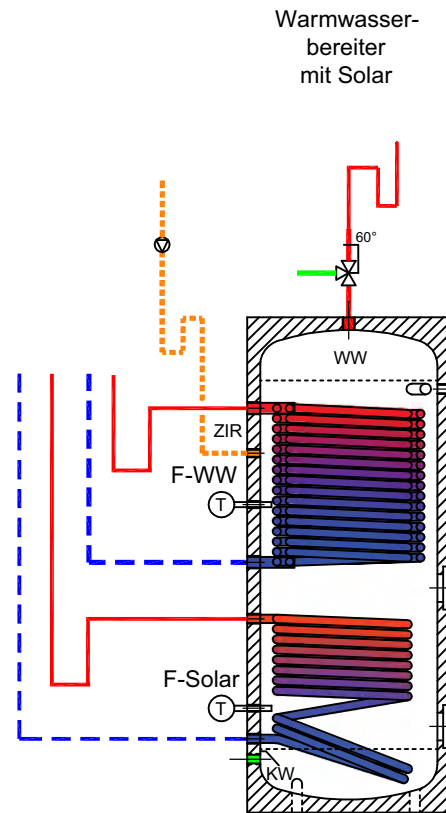 Warmwasser-
bereiter
mit Solar
60°
WW
ZIR
F-WW
T
F-Solar
T
KW